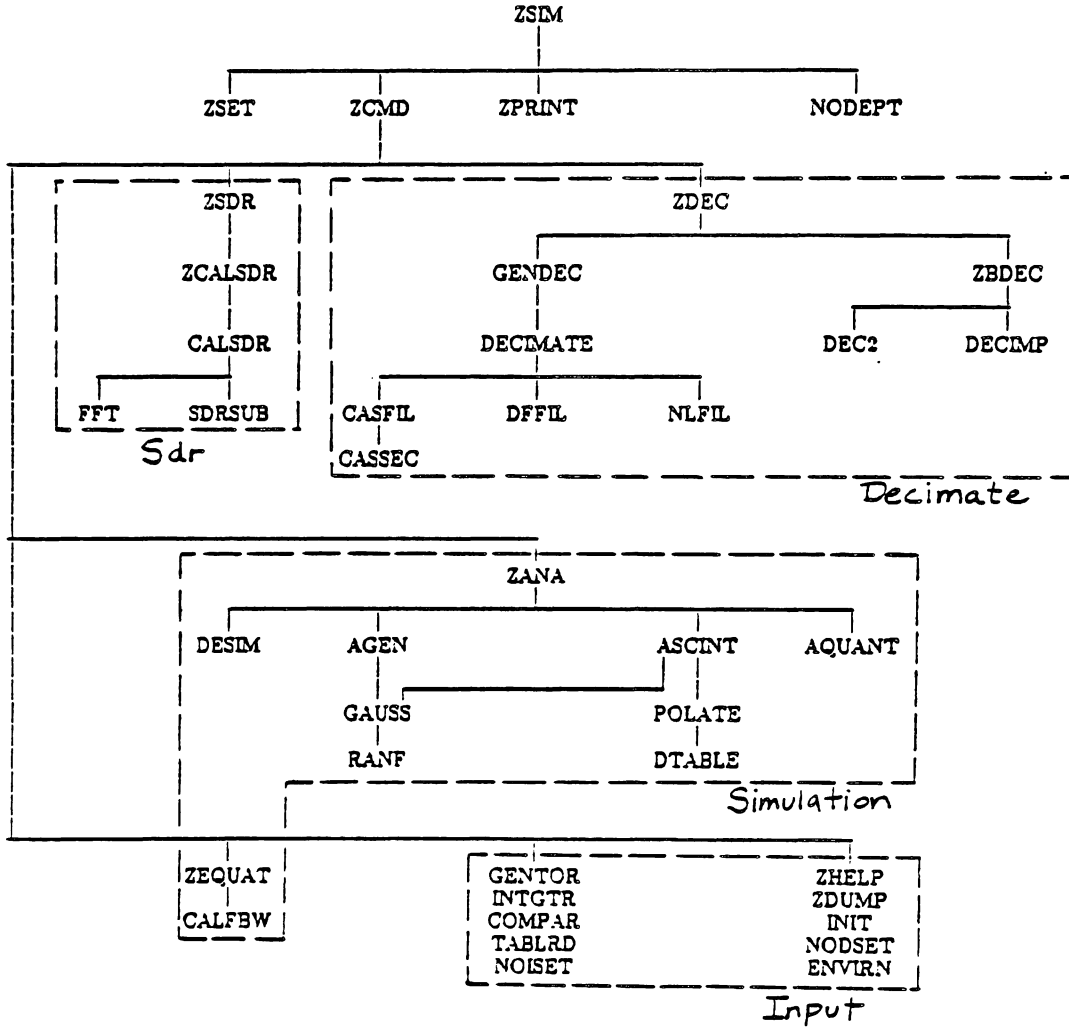 ZSIM
ZSET ZCMD ZPRINT NODEPT
ZSDR ZDEC
ZCALSDR GENDEC ZBDEC
CALSDR DECIMATE DEC2 DECIMP
FFT SDRSUB CASFIL DFFIL NLFIL
Sdr
CASSEC
Decimate
ZANA
DESIM AGEN ASCINT AQUANT
GAUSS POLATE
RANF DTABLE
Simulation
ZEQUAT GENTOR ZHELP
INTGTR ZDUMP
CALFBW COMPAR INIT
TABLRD NODSET
NOISET ENVIRN
Input